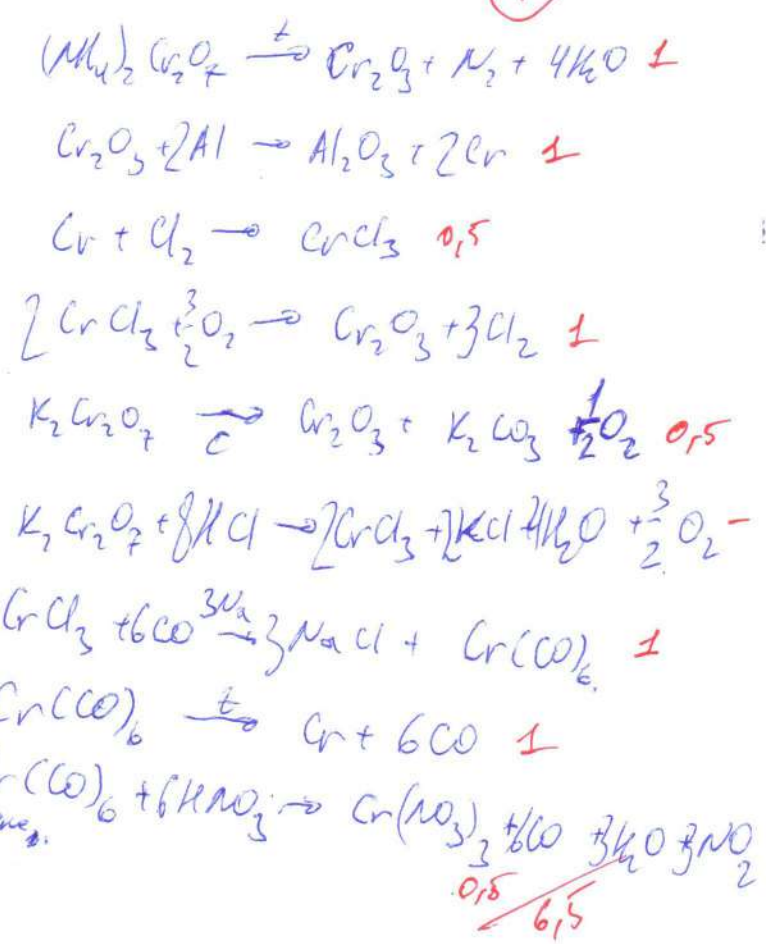 (NH₄)₂Cr₂O₇ →ᵗ Cr₂O₃ + N₂ + 4H₂O 1
Cr₂O₃ + 2Al → Al₂O₃ + 2Cr 1
Cr + Cl₂ → CrCl₃ 0,5
2CrCl₃ + 3/2 O₂ → Cr₂O₃ + 3Cl₂ 1
K₂Cr₂O₇ → C Cr₂O₃ + K₂CO₃ + 1/2 O₂ 0,5
K₂Cr₂O₇ + 8HCl → 2CrCl₃ + 2KCl + 4H₂O + 3/2 O₂ -
CrCl₃ + 6CO 3Na → 3NaCl + Cr(CO)₆. 1
Cr(CO)₆ →ᵗ Cr + 6CO 1
r(CO)₆ + 6HNO₃ → Cr(NO₃)₃ + 6CO + 3H₂O + 3NO₂
0,5
6,5